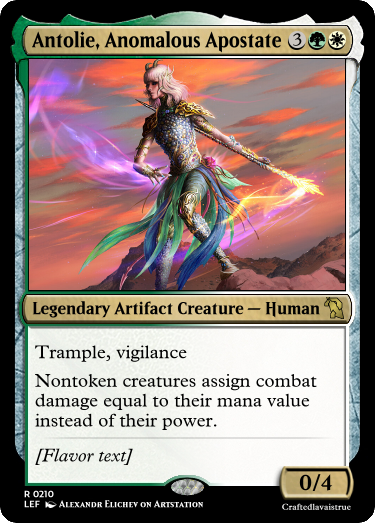 Antolie, Anomalous Apostate 3
Legendary Artifact Creature — Human
Trample, vigilance
Nontoken creatures assign combat
damage equal to their mana value
instead of their power.
[Flavor text]
0/4
R 0210
LEF Alexandr Elichev on Artstation
Craftedlavaistrue